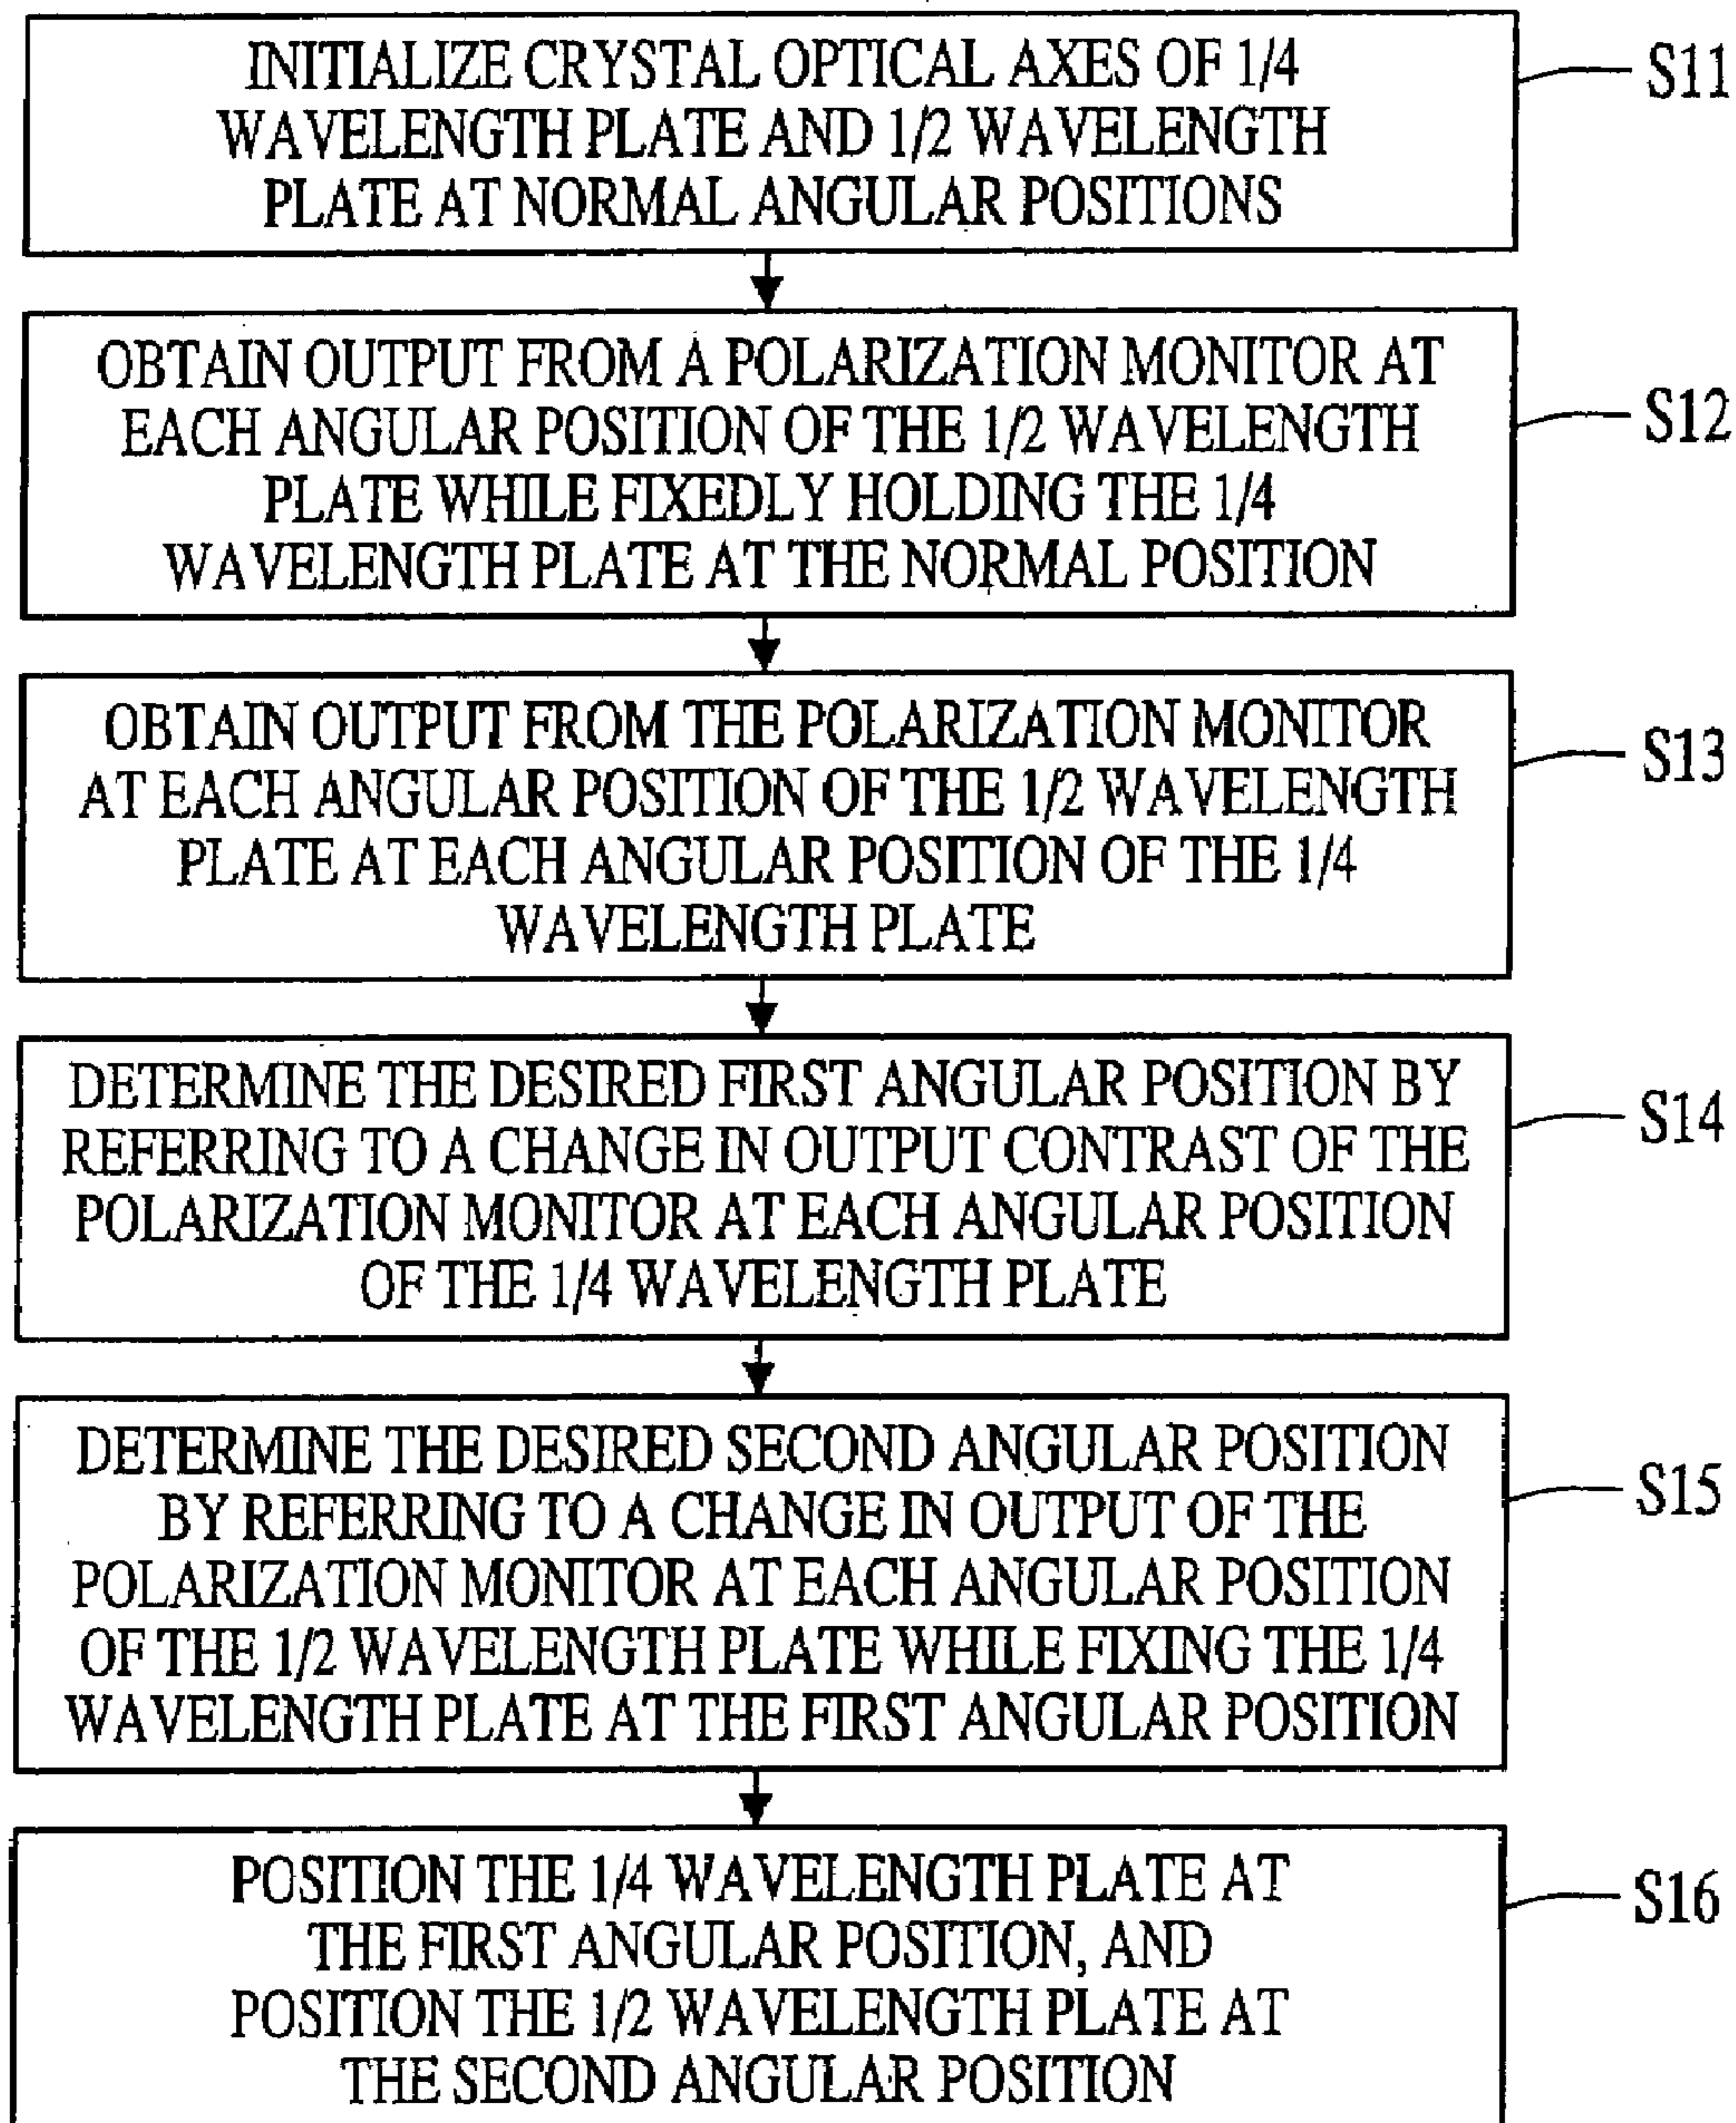 INITIALIZE CRYSTAL OPTICAL AXES OF 1/4
WAVELENGTH PLATE AND 1/2 WAVELENGTH
PLATE AT NORMAL ANGULAR POSITIONS
S11
OBTAIN OUTPUT FROM A POLARIZATION MONITOR AT
EACH ANGULAR POSITION OF THE 1/2 WAVELENGTH
PLATE WHILE FIXEDLY HOLDING THE 1/4
WAVELENGTH PLATE AT THE NORMAL POSITION
S12
OBTAIN OUTPUT FROM THE POLARIZATION MONITOR
AT EACH ANGULAR POSITION OF THE 1/2 WAVELENGTH
PLATE AT EACH ANGULAR POSITION OF THE 1/4
WAVELENGTH PLATE
S13
DETERMINE THE DESIRED FIRST ANGULAR POSITION BY
REFERRING TO A CHANGE IN OUTPUT CONTRAST OF THE
POLARIZATION MONITOR AT EACH ANGULAR POSITION
OF THE 1/4 WAVELENGTH PLATE
S14
DETERMINE THE DESIRED SECOND ANGULAR POSITION
BY REFERRING TO A CHANGE IN OUTPUT OF THE
POLARIZATION MONITOR AT EACH ANGULAR POSITION
OF THE 1/2 WAVELENGTH PLATE WHILE FIXING THE 1/4
WAVELENGTH PLATE AT THE FIRST ANGULAR POSITION
S15
POSITION THE 1/4 WAVELENGTH PLATE AT
THE FIRST ANGULAR POSITION, AND
POSITION THE 1/2 WAVELENGTH PLATE AT
THE SECOND ANGULAR POSITION
S16